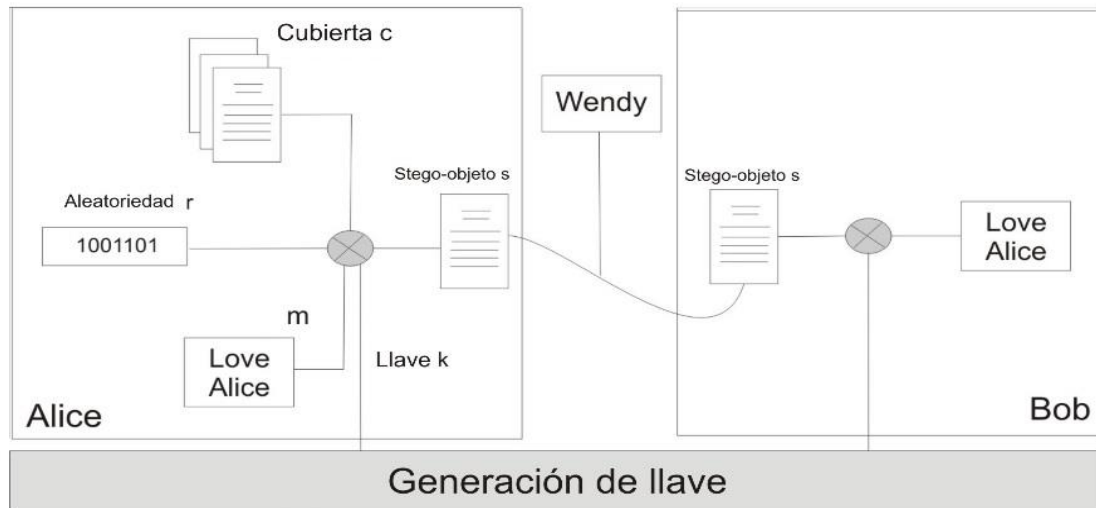 Cubierta c
Wendy
Stego-objeto s
Stego-objeto s
Aleatoriedad r
1001101
Love
Alice
m
Love
Alice
Llave k
Alice
Bob
Generación de llave